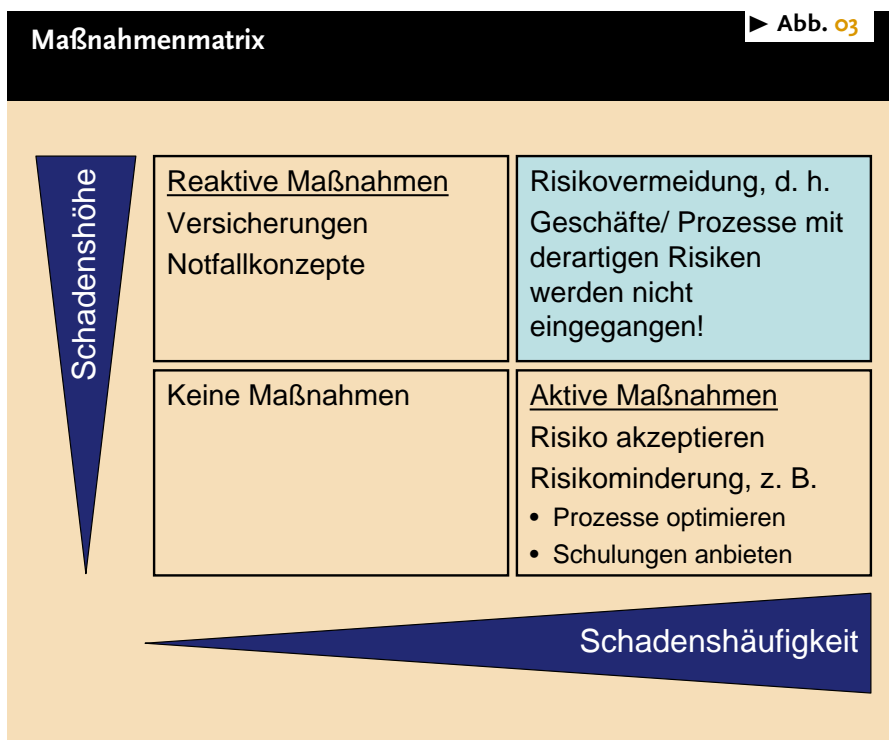 ► Abb. 03
Maßnahmenmatrix
Schadenshöhe
Reaktive Maßnahmen
Versicherungen
Notfallkonzepte
Risikovermeidung, d. h.
Geschäfte/ Prozesse mit
derartigen Risiken
werden nicht
eingegangen!
Keine Maßnahmen
Aktive Maßnahmen
Risiko akzeptieren
Risikominderung, z. B.
• Prozesse optimieren
• Schulungen anbieten
Schadenshäufigkeit